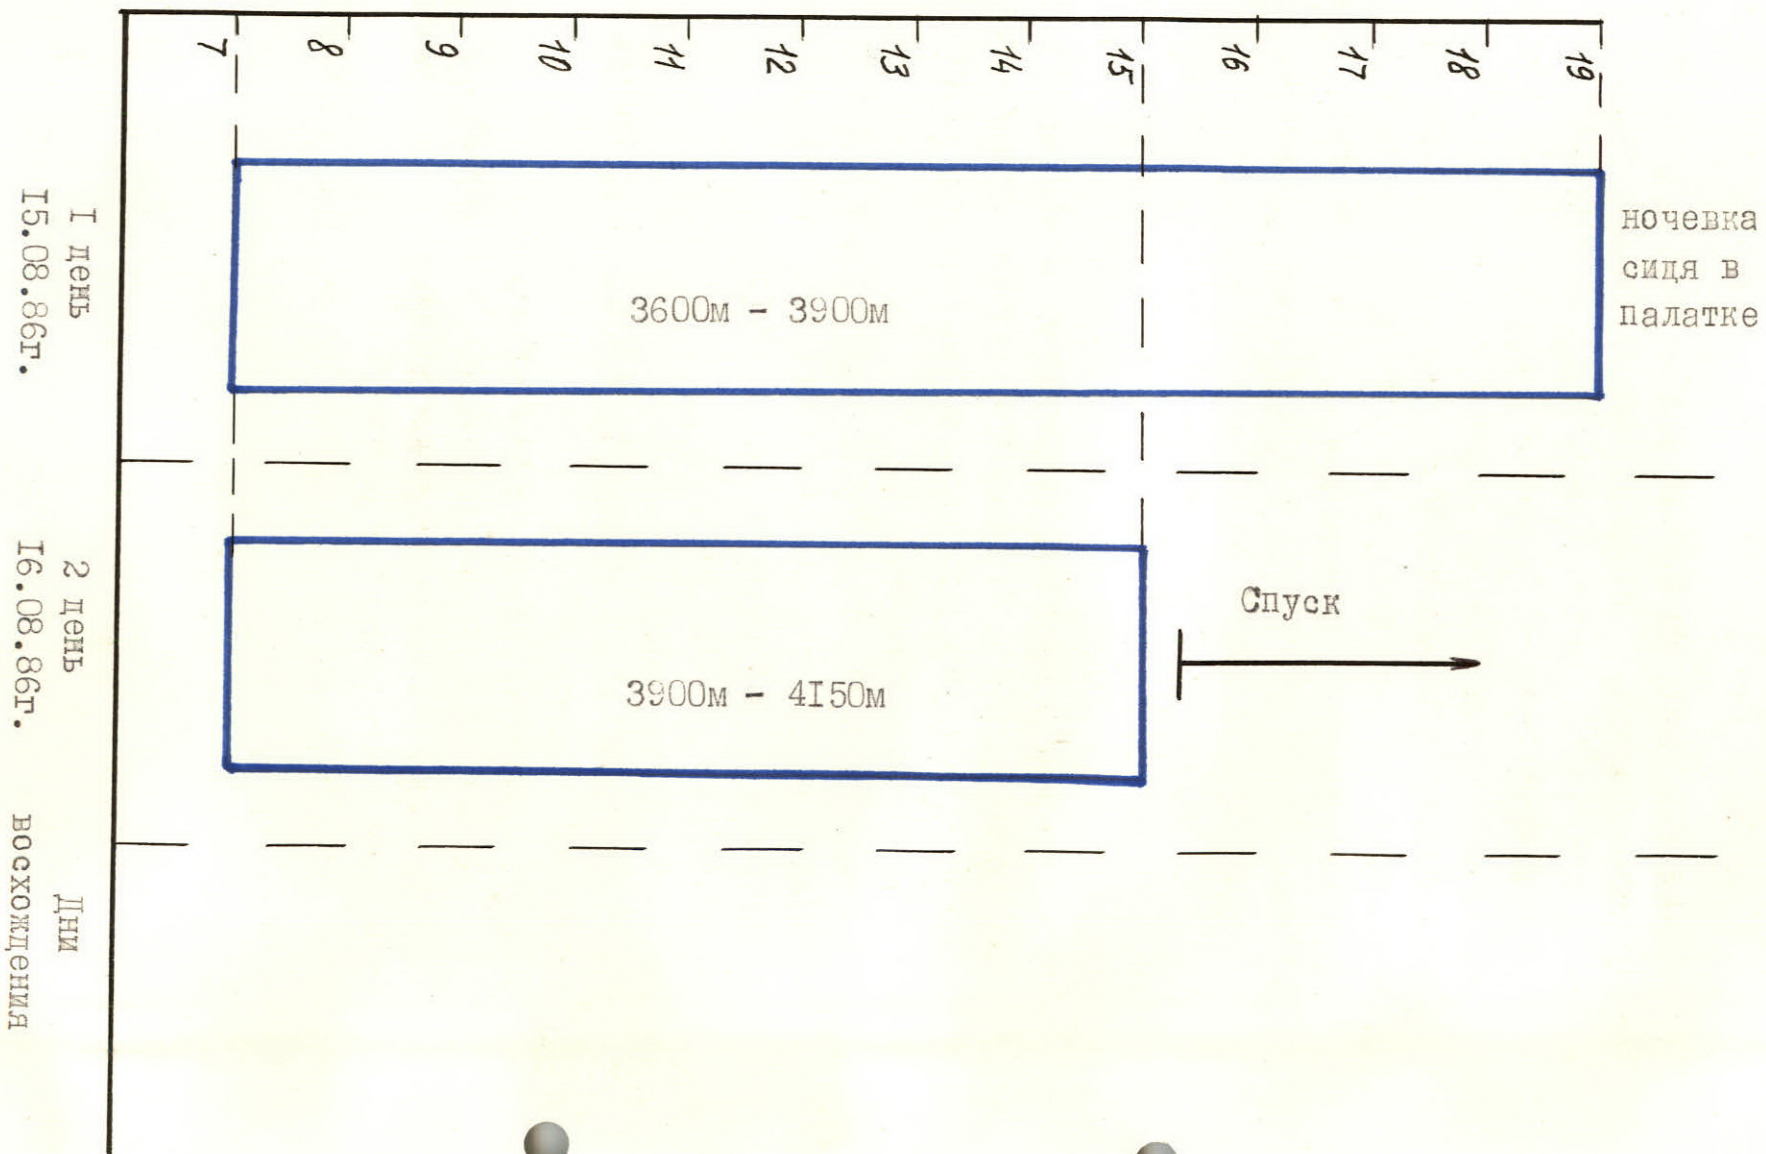 7 8 9 10 11 12 13 14 15 16 17 18 19
I день
I5.08.86г.
3600м - 3900м
ночевка
сидя в
палатке
2 день
I6.08.86г.
3900м - 4I50м
Спуск
Дни
восхождения